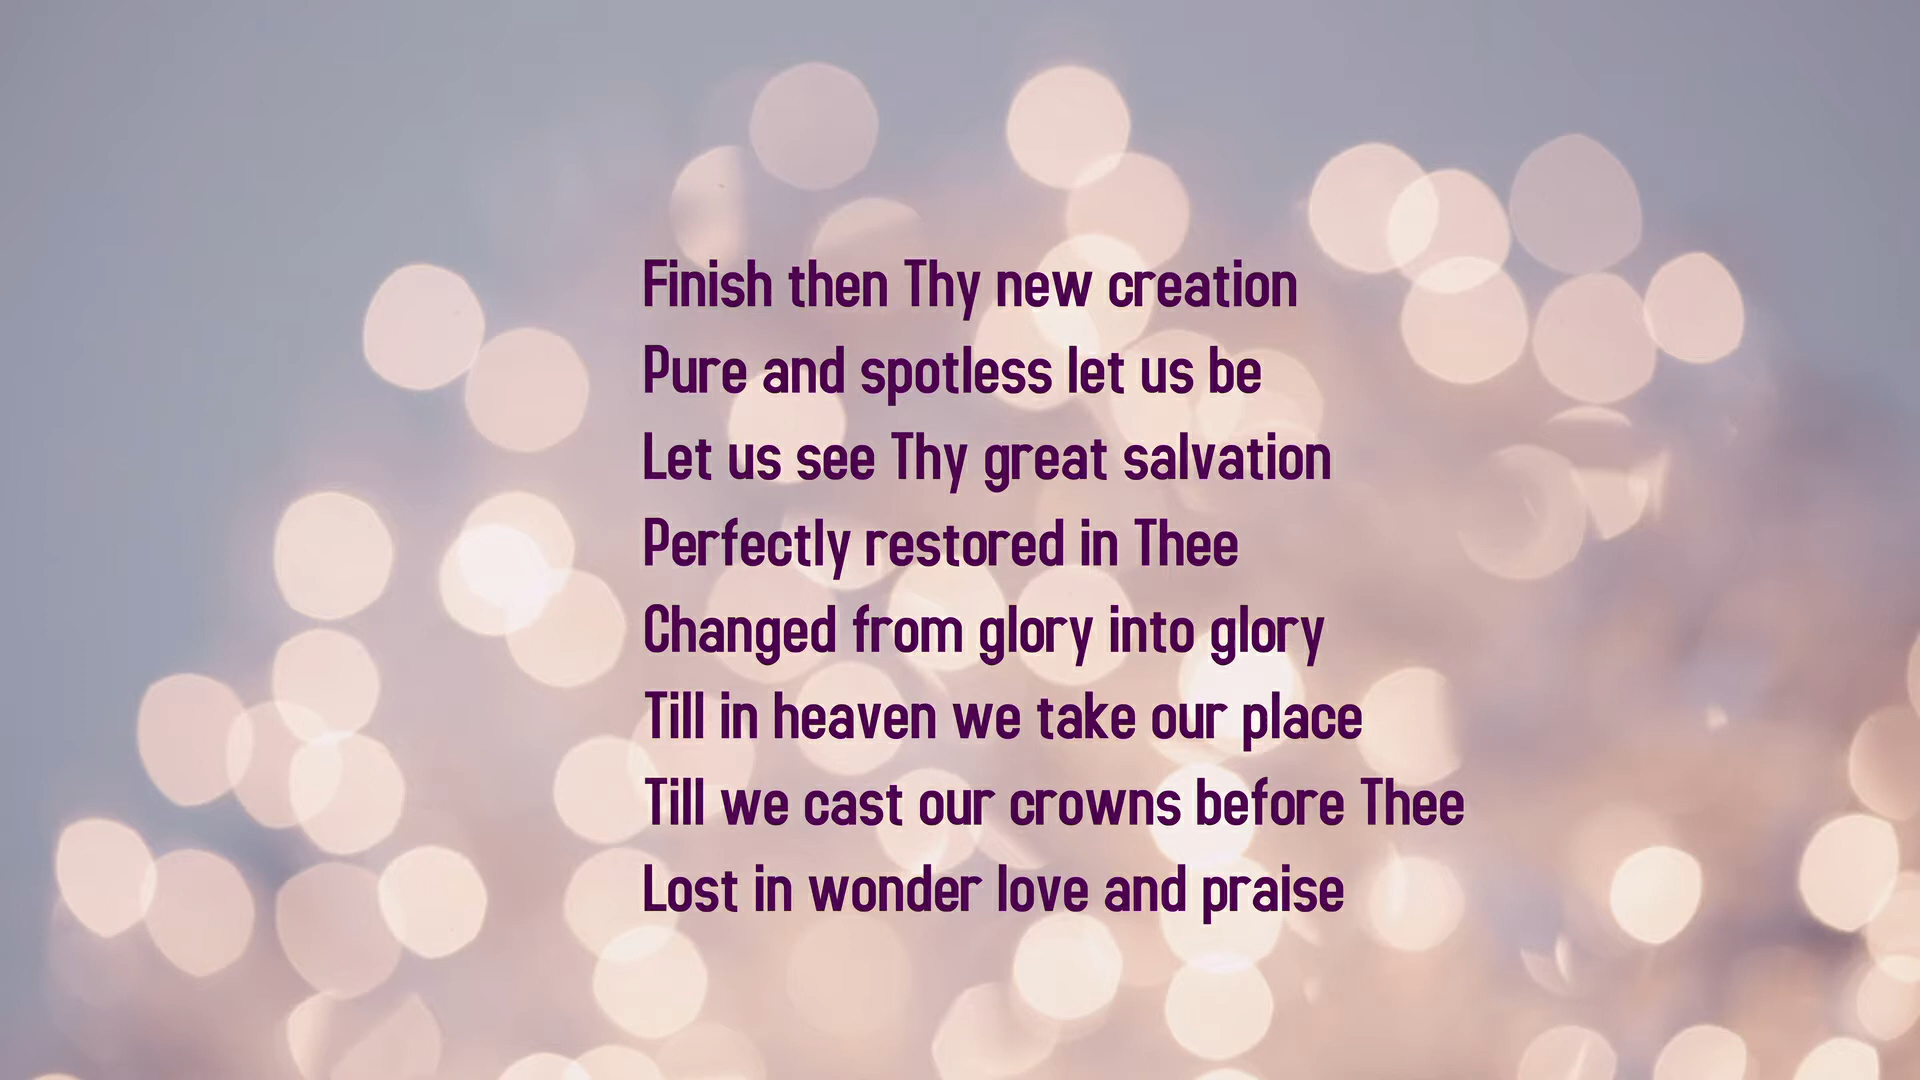 Finish then Thy new creation
Pure and spotless let us be
Let us see Thy great salvation
Perfectly restored in Thee
Changed from glory into glory
Till in heaven we take our place
Till we cast our crowns before Thee
Lost in wonder love and praise